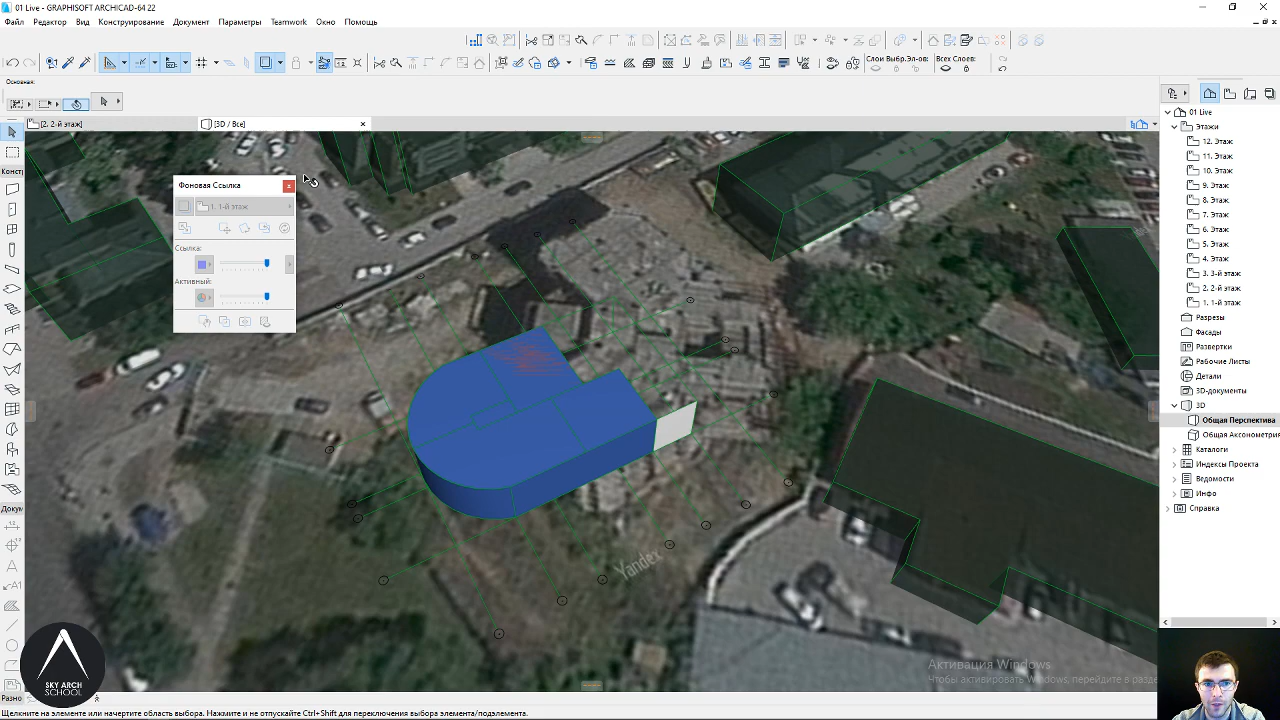 01 Live - GRAPHISOFT ARCHICAD-64 22
Файл Редактор Вид Конструирование Документ Параметры Teamwork Окно Помощь
Слои Выбр.Эл-ов: Всех Слоев:
Основная:
[2. 2-й этаж] [3D / Все]
Констр
Фоновая Ссылка
1. 1-й этаж
Ссылка:
Активный:
01 Live
Этажи
12. Этаж
11. Этаж
10. Этаж
9. Этаж
8. Этаж
7. Этаж
6. Этаж
5. Этаж
4. Этаж
3. 3-й этаж
2. 2-й этаж
1. 1-й этаж
Разрезы
Фасады
Развертки
Рабочие Листы
Детали
3D-документы
3D
Общая Перспектива
Общая Аксонометрия
Каталоги
Индексы Проекта
Ведомости
Инфо
Справка
Докум
A
A1
Yandex
Активация Windows
Чтобы активировать Windows, перейдите в разде
SKY ARCH
SCHOOL
Разно
Щелкните на элементе или начертите область выбора. Нажмите и не отпускайте Ctrl+Shift для переключения выбора элемента/подэлемента.